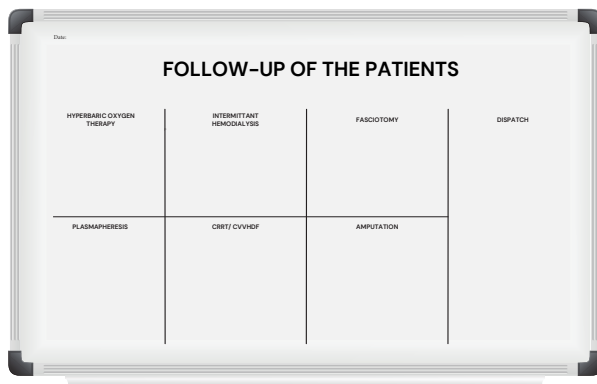 Date:
FOLLOW-UP OF THE PATIENTS
HYPERBARIC OXYGEN
THERAPY
INTERMITTANT
HEMODIALYSIS
FASCIOTOMY
DISPATCH
PLASMAPHERESIS
CRRT/ CVVHDF
AMPUTATION